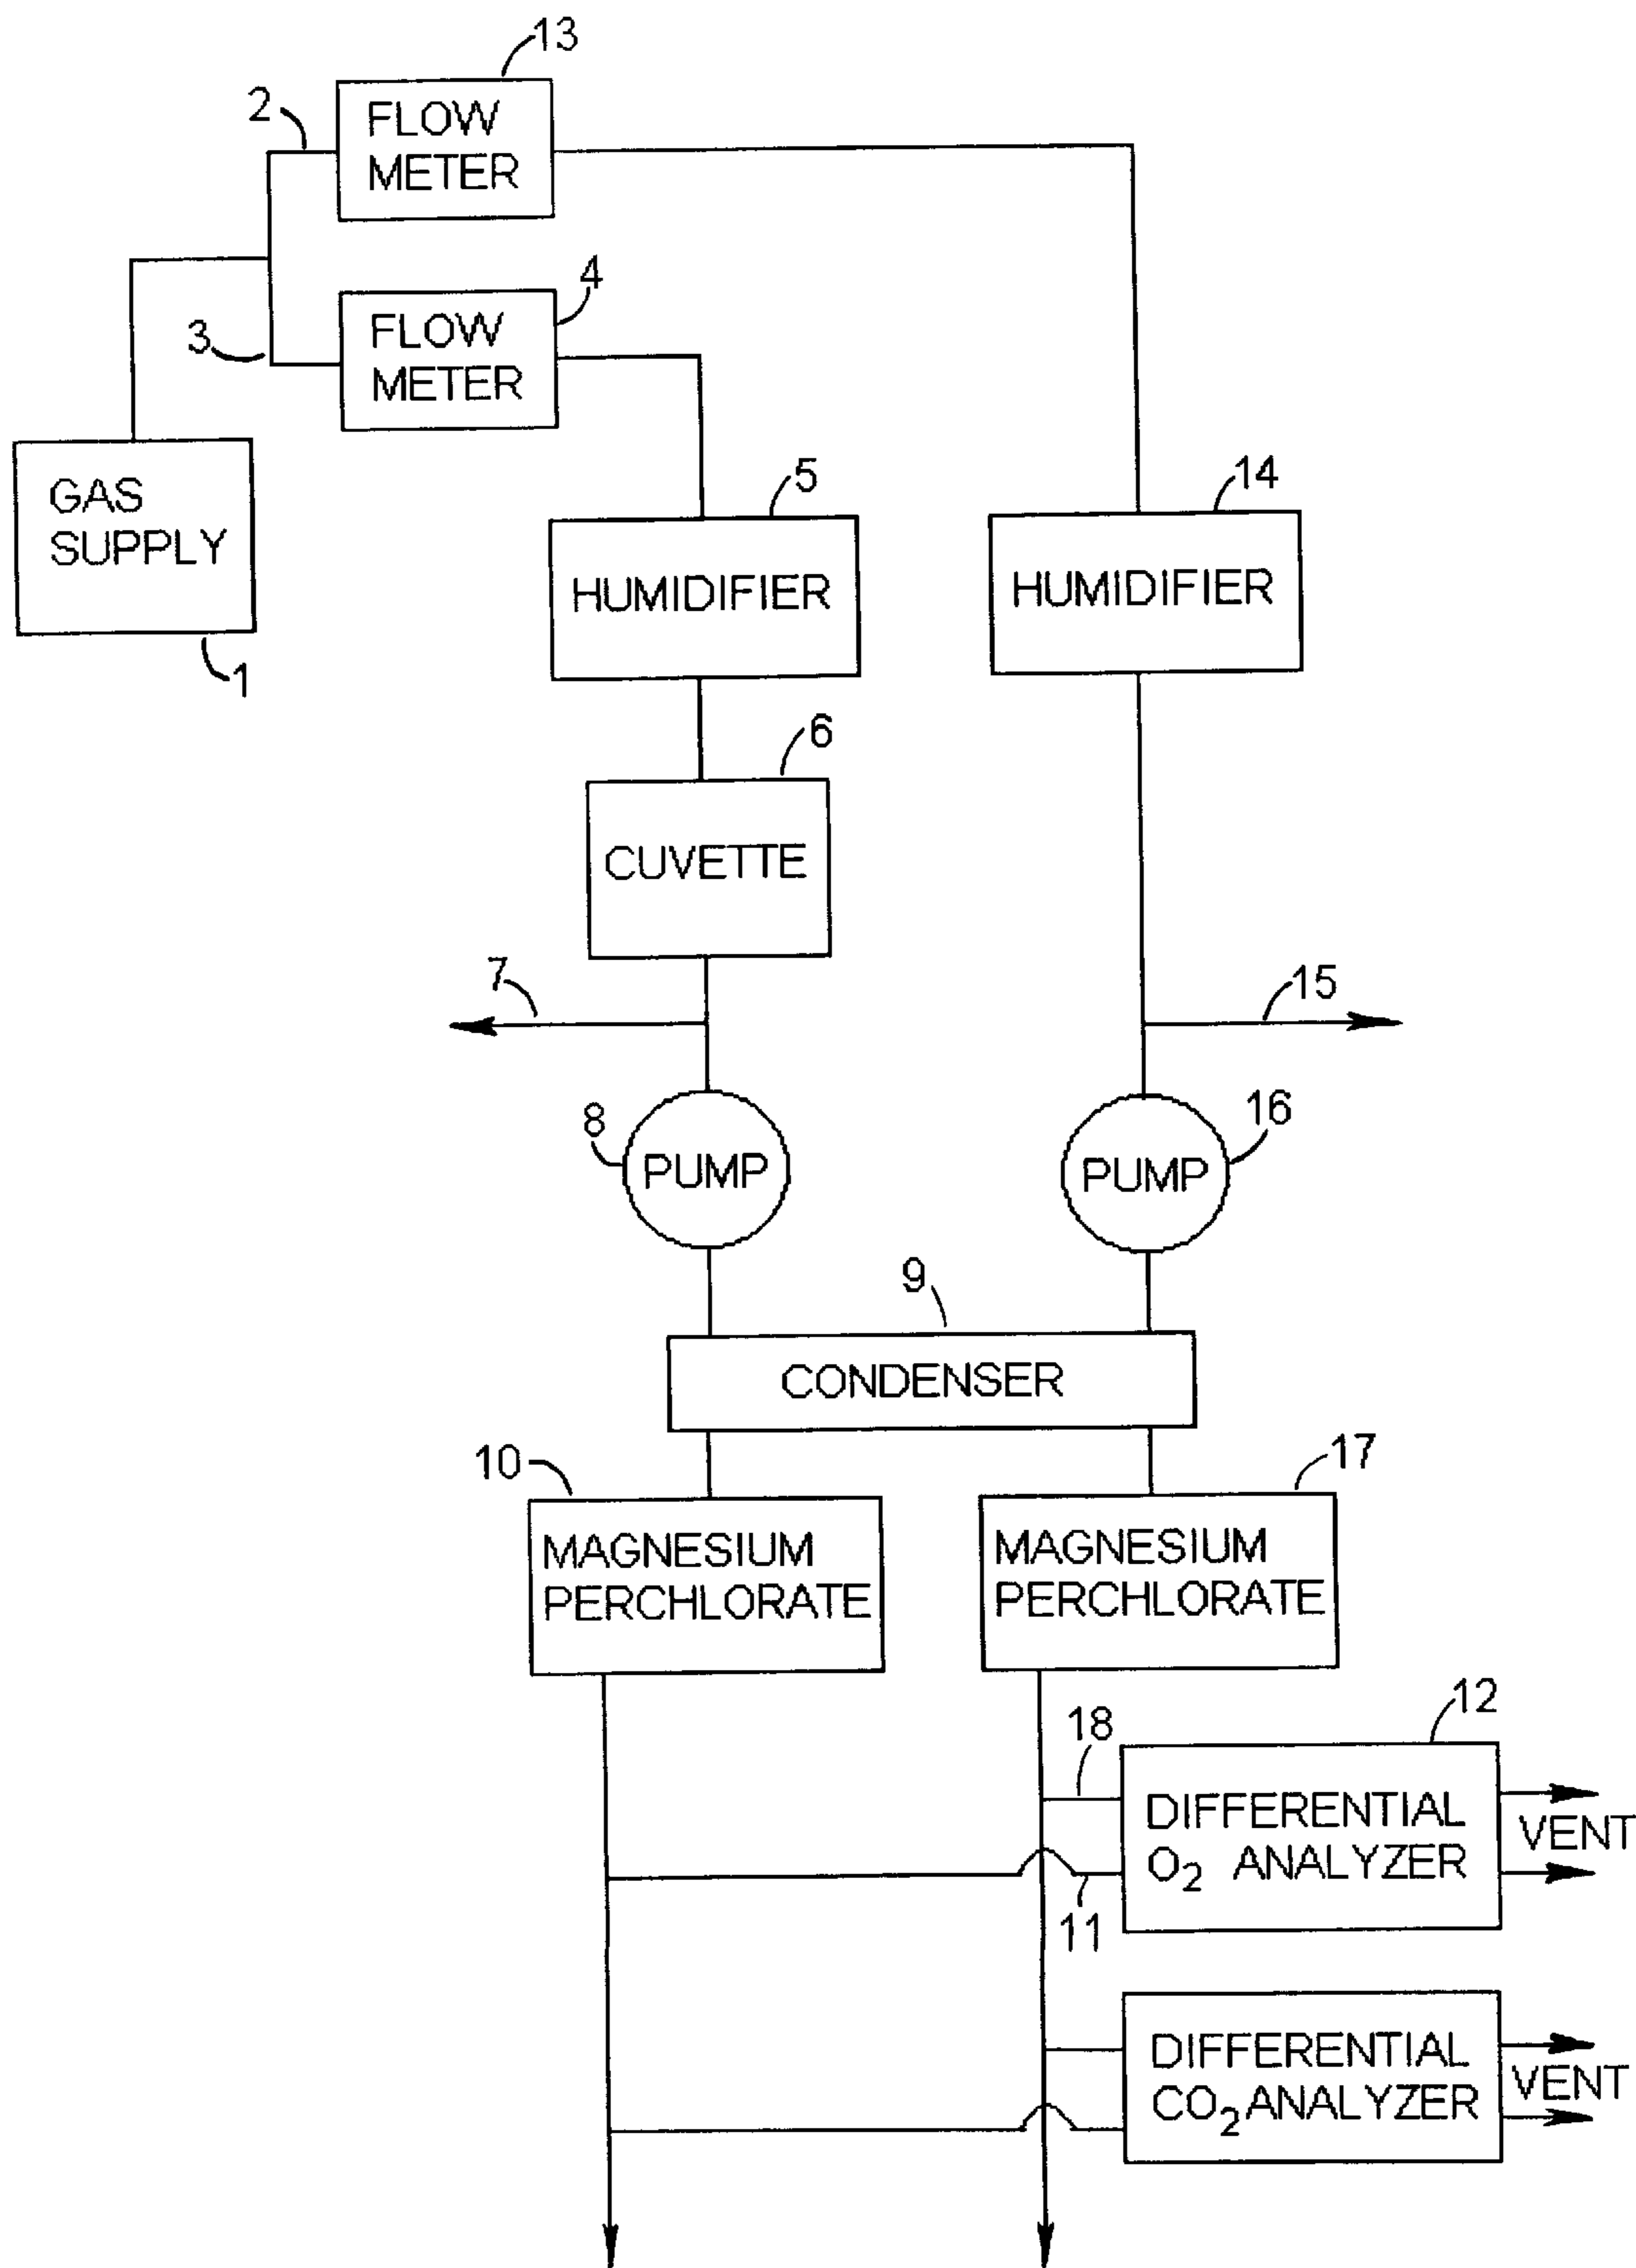 13
2
FLOW
METER
4
3
FLOW
METER
GAS
SUPPLY
1
5
HUMIDIFIER
14
HUMIDIFIER
6
CUVETTE
7
15
8
PUMP
16
PUMP
9
CONDENSER
10
MAGNESIUM
PERCHLORATE
17
MAGNESIUM
PERCHLORATE
18
12
DIFFERENTIAL
O₂ ANALYZER
VENT
11
DIFFERENTIAL
CO₂ ANALYZER
VENT